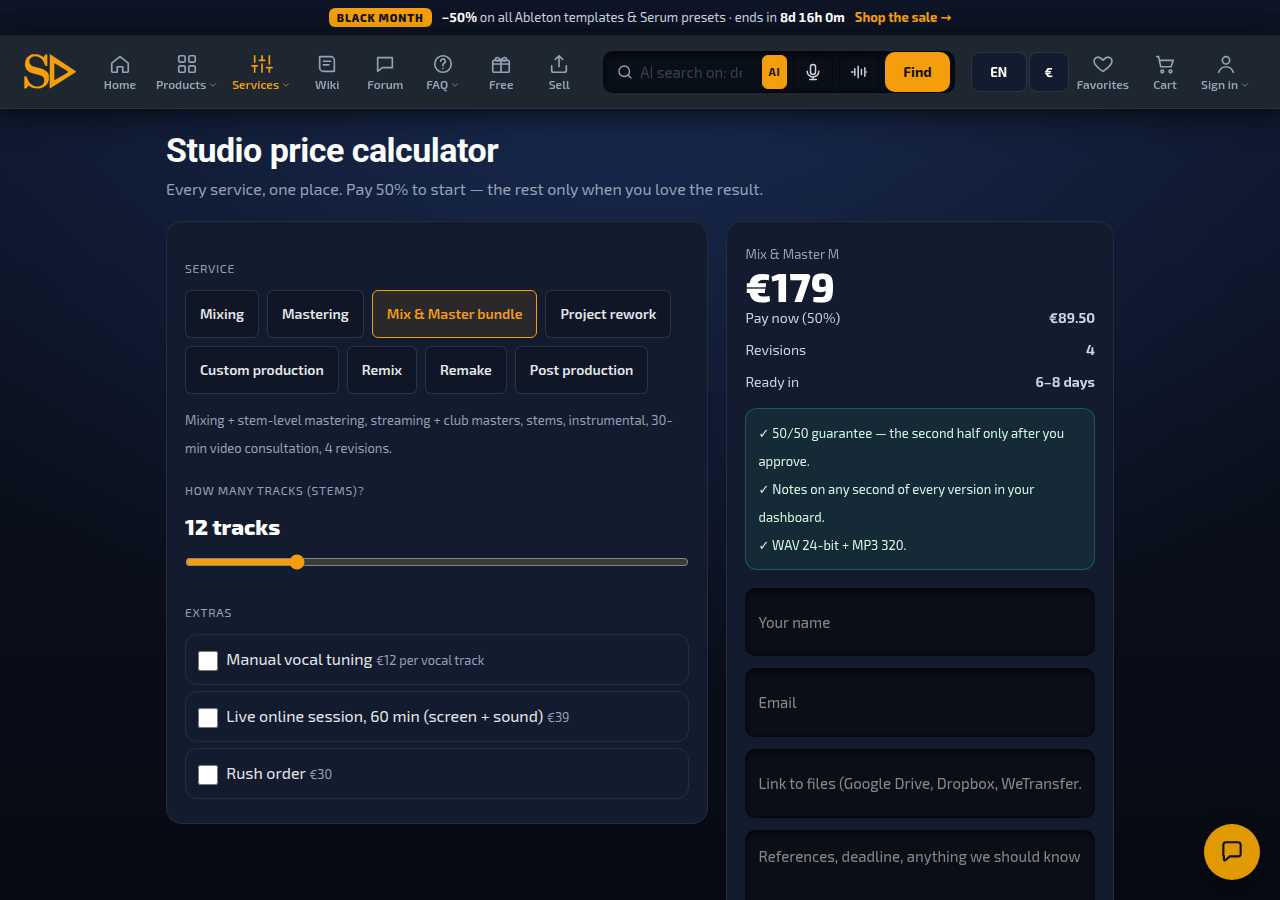 BLACK MONTH −50% on all Ableton templates & Serum presets · ends in 8d 16h 0m Shop the sale →
Home
Products
Services
Wiki
Forum
FAQ
Free
Sell
AI search on: dr
AI
Find
EN
€
Favorites
Cart
Sign in
Studio price calculator
Every service, one place. Pay 50% to start — the rest only when you love the result.
SERVICE
Mixing
Mastering
Mix & Master bundle
Project rework
Custom production
Remix
Remake
Post production
Mixing + stem-level mastering, streaming + club masters, stems, instrumental, 30-
min video consultation, 4 revisions.
HOW MANY TRACKS (STEMS)?
12 tracks
EXTRAS
Manual vocal tuning €12 per vocal track
Live online session, 60 min (screen + sound) €39
Rush order €30
Mix & Master M
€179
Pay now (50%) €89.50
Revisions 4
Ready in 6–8 days
✓ 50/50 guarantee — the second half only after you
approve.
✓ Notes on any second of every version in your
dashboard.
✓ WAV 24-bit + MP3 320.
Your name
Email
Link to files (Google Drive, Dropbox, WeTransfer.
References, deadline, anything we should know